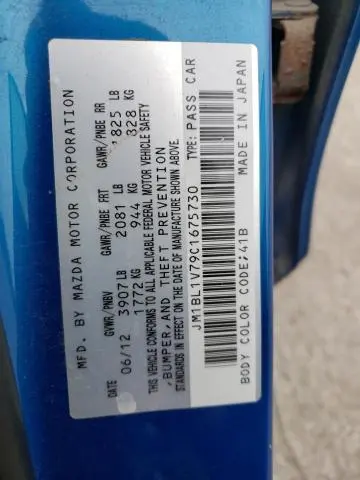 MFD. BY MAZDA MOTOR CORPORATION
GVWR/PNBV GAWR/PNBE FRT GAWR/PNBE RR
DATE 06/12 3907 LB 2081 LB LB
1772 KG 944 KG KG
THIS VEHICLE CONFORMS TO ALL APPLICABLE FEDERAL MOTOR VEHICLE SAFETY
,BUMPER, AND THEFT PREVENTION
STANDARDS IN EFFECT ON THE DATE OF MANUFACTURE SHOWN ABOVE.
JM1BL1V79C1675730 TYPE: PASS CAR
BODY COLOR CODE;41B MADE IN JAPAN